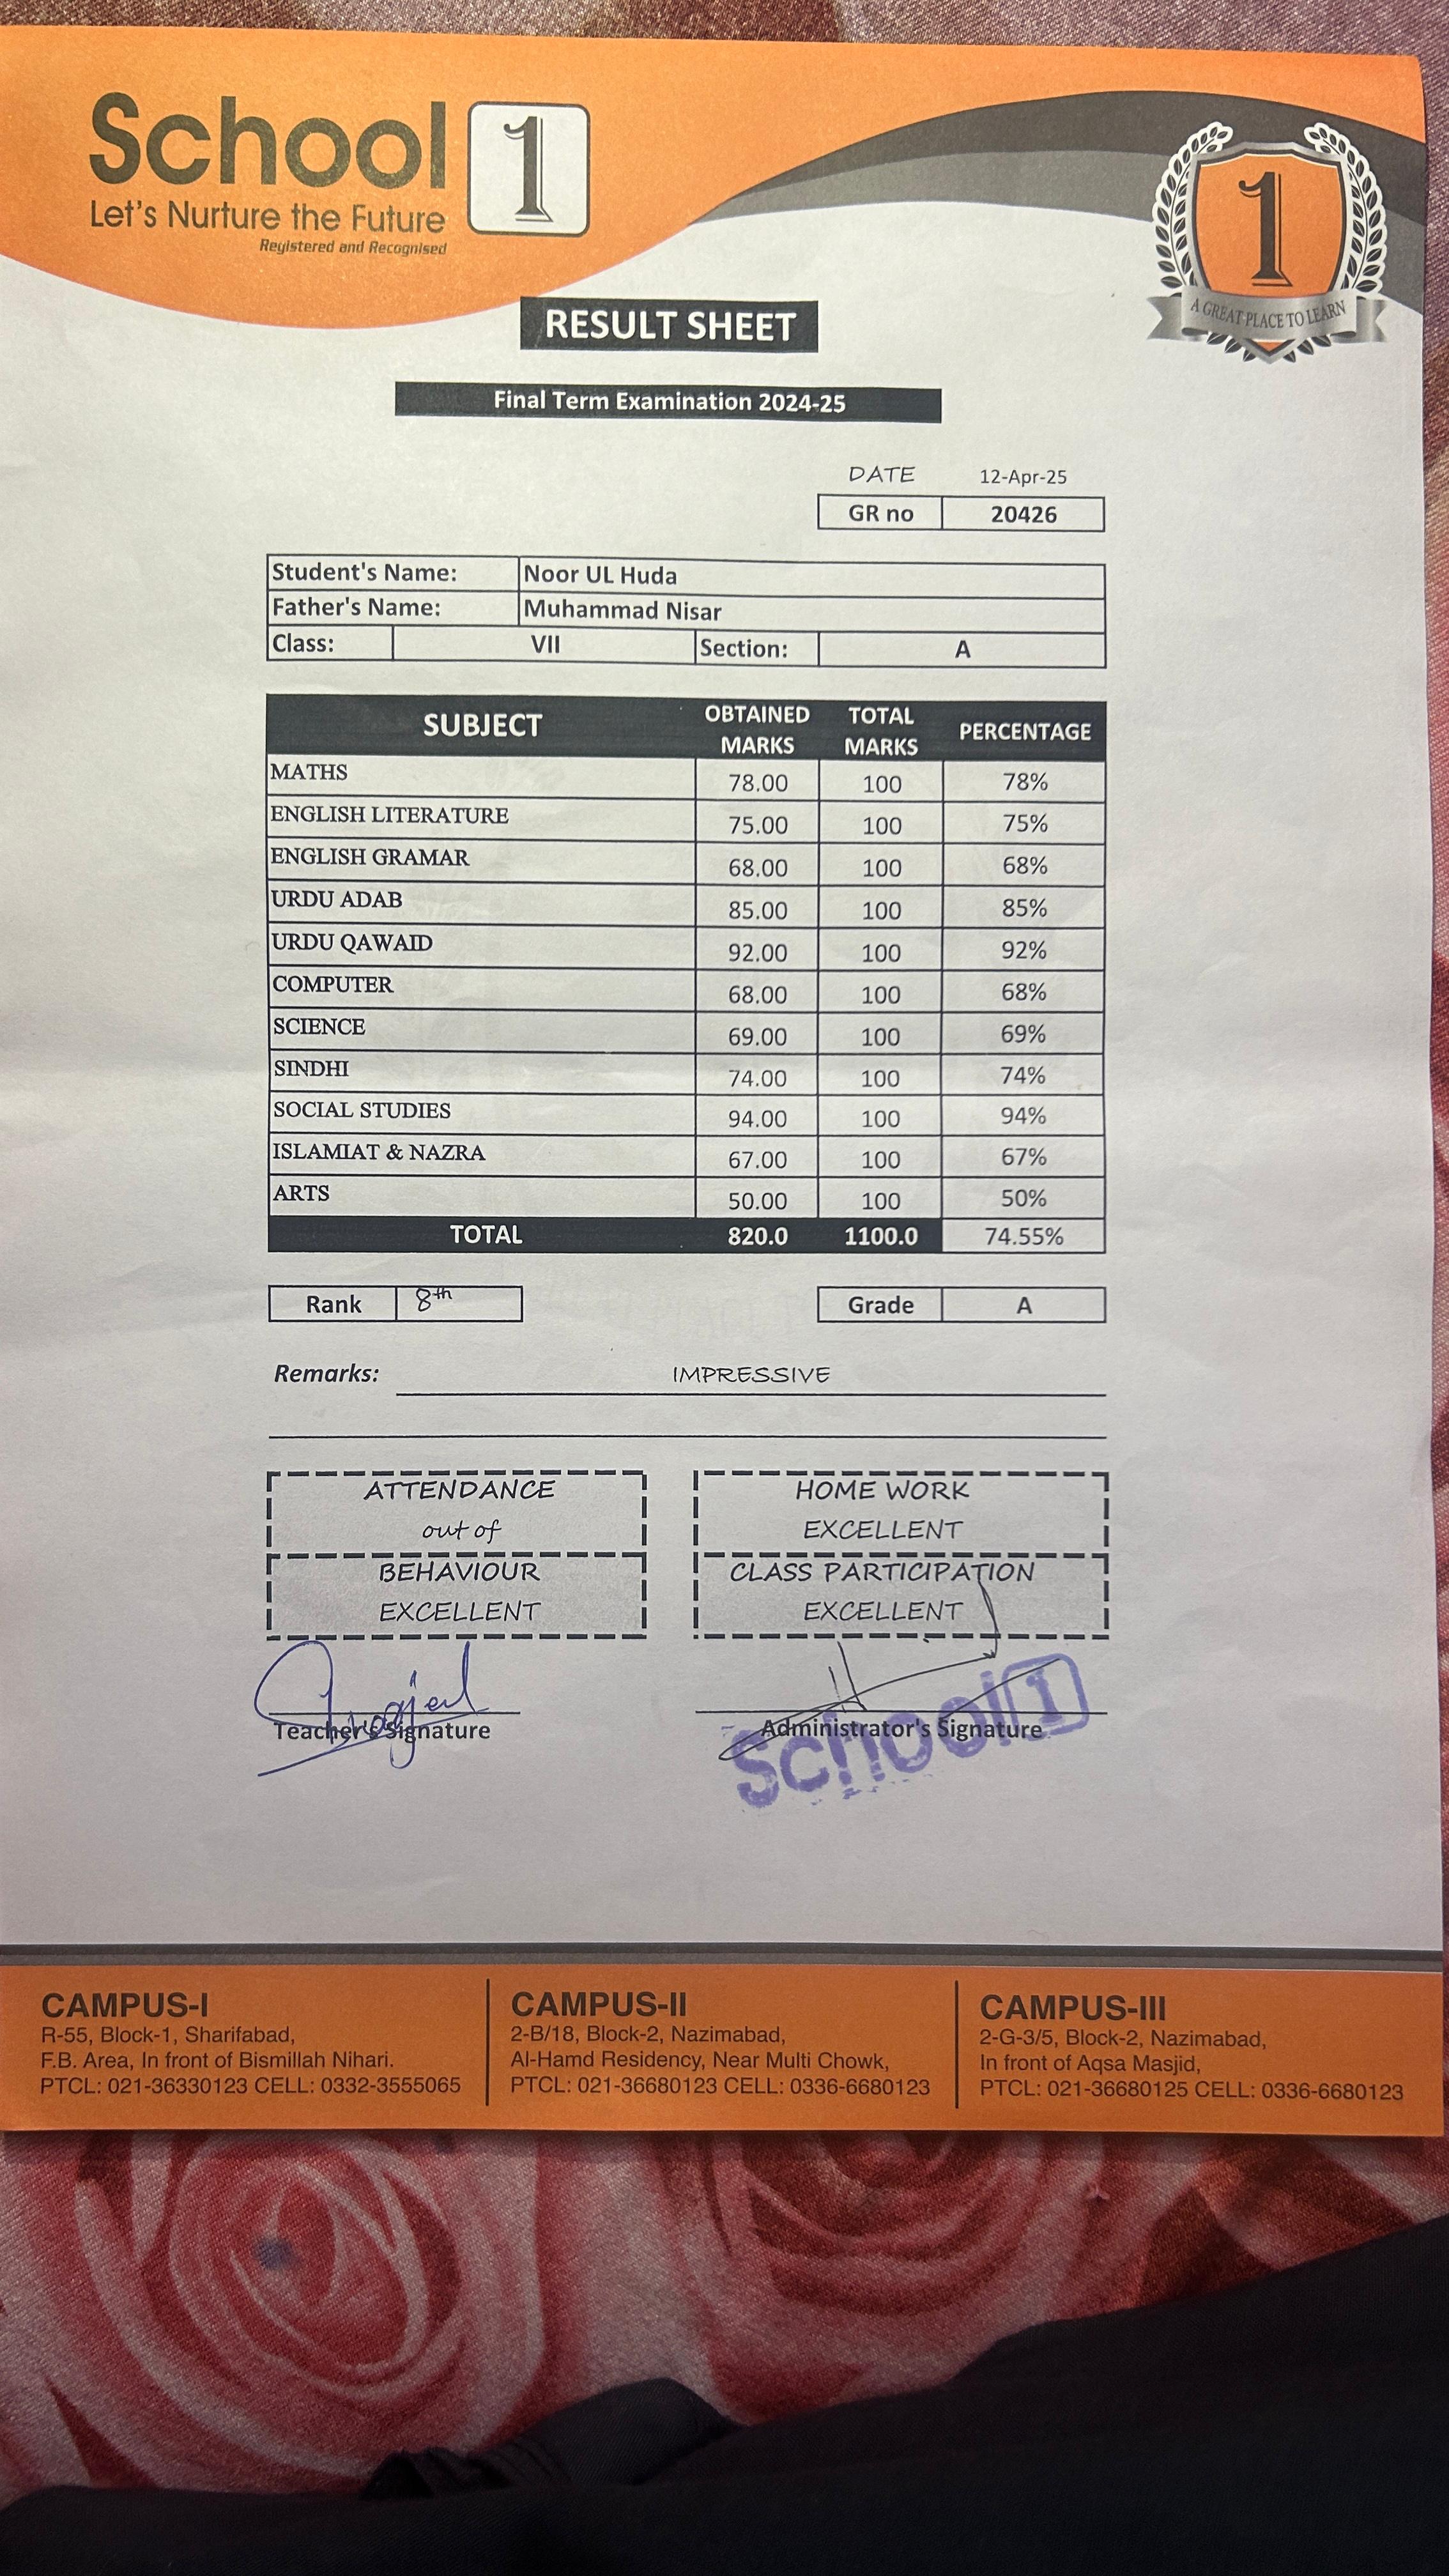 School 1
Let's Nurture the Future
Registered and Recognised
1
A GREAT PLACE TO LEARN
RESULT SHEET
Final Term Examination 2024-25
DATE 12-Apr-25
GR no 20426
Student's Name: Noor UL Huda
Father's Name: Muhammad Nisar
Class: VII Section: A
SUBJECT OBTAINED MARKS TOTAL MARKS PERCENTAGE
MATHS 78.00 100 78%
ENGLISH LITERATURE 75.00 100 75%
ENGLISH GRAMAR 68.00 100 68%
URDU ADAB 85.00 100 85%
URDU QAWAID 92.00 100 92%
COMPUTER 68.00 100 68%
SCIENCE 69.00 100 69%
SINDHI 74.00 100 74%
SOCIAL STUDIES 94.00 100 94%
ISLAMIAT & NAZRA 67.00 100 67%
ARTS 50.00 100 50%
TOTAL 820.0 1100.0 74.55%
Rank 8th Grade A
Remarks: IMPRESSIVE
ATTENDANCE HOME WORK
out of EXCELLENT
BEHAVIOUR CLASS PARTICIPATION
EXCELLENT EXCELLENT
Teacher's Signature Administrator's Signature
School 1
CAMPUS-I
R-55, Block-1, Sharifabad,
F.B. Area, In front of Bismillah Nihari.
PTCL: 021-36330123 CELL: 0332-3555065
CAMPUS-II
2-B/18, Block-2, Nazimabad,
Al-Hamd Residency, Near Multi Chowk,
PTCL: 021-36680123 CELL: 0336-6680123
CAMPUS-III
2-G-3/5, Block-2, Nazimabad,
In front of Aqsa Masjid,
PTCL: 021-36680125 CELL: 0336-6680123